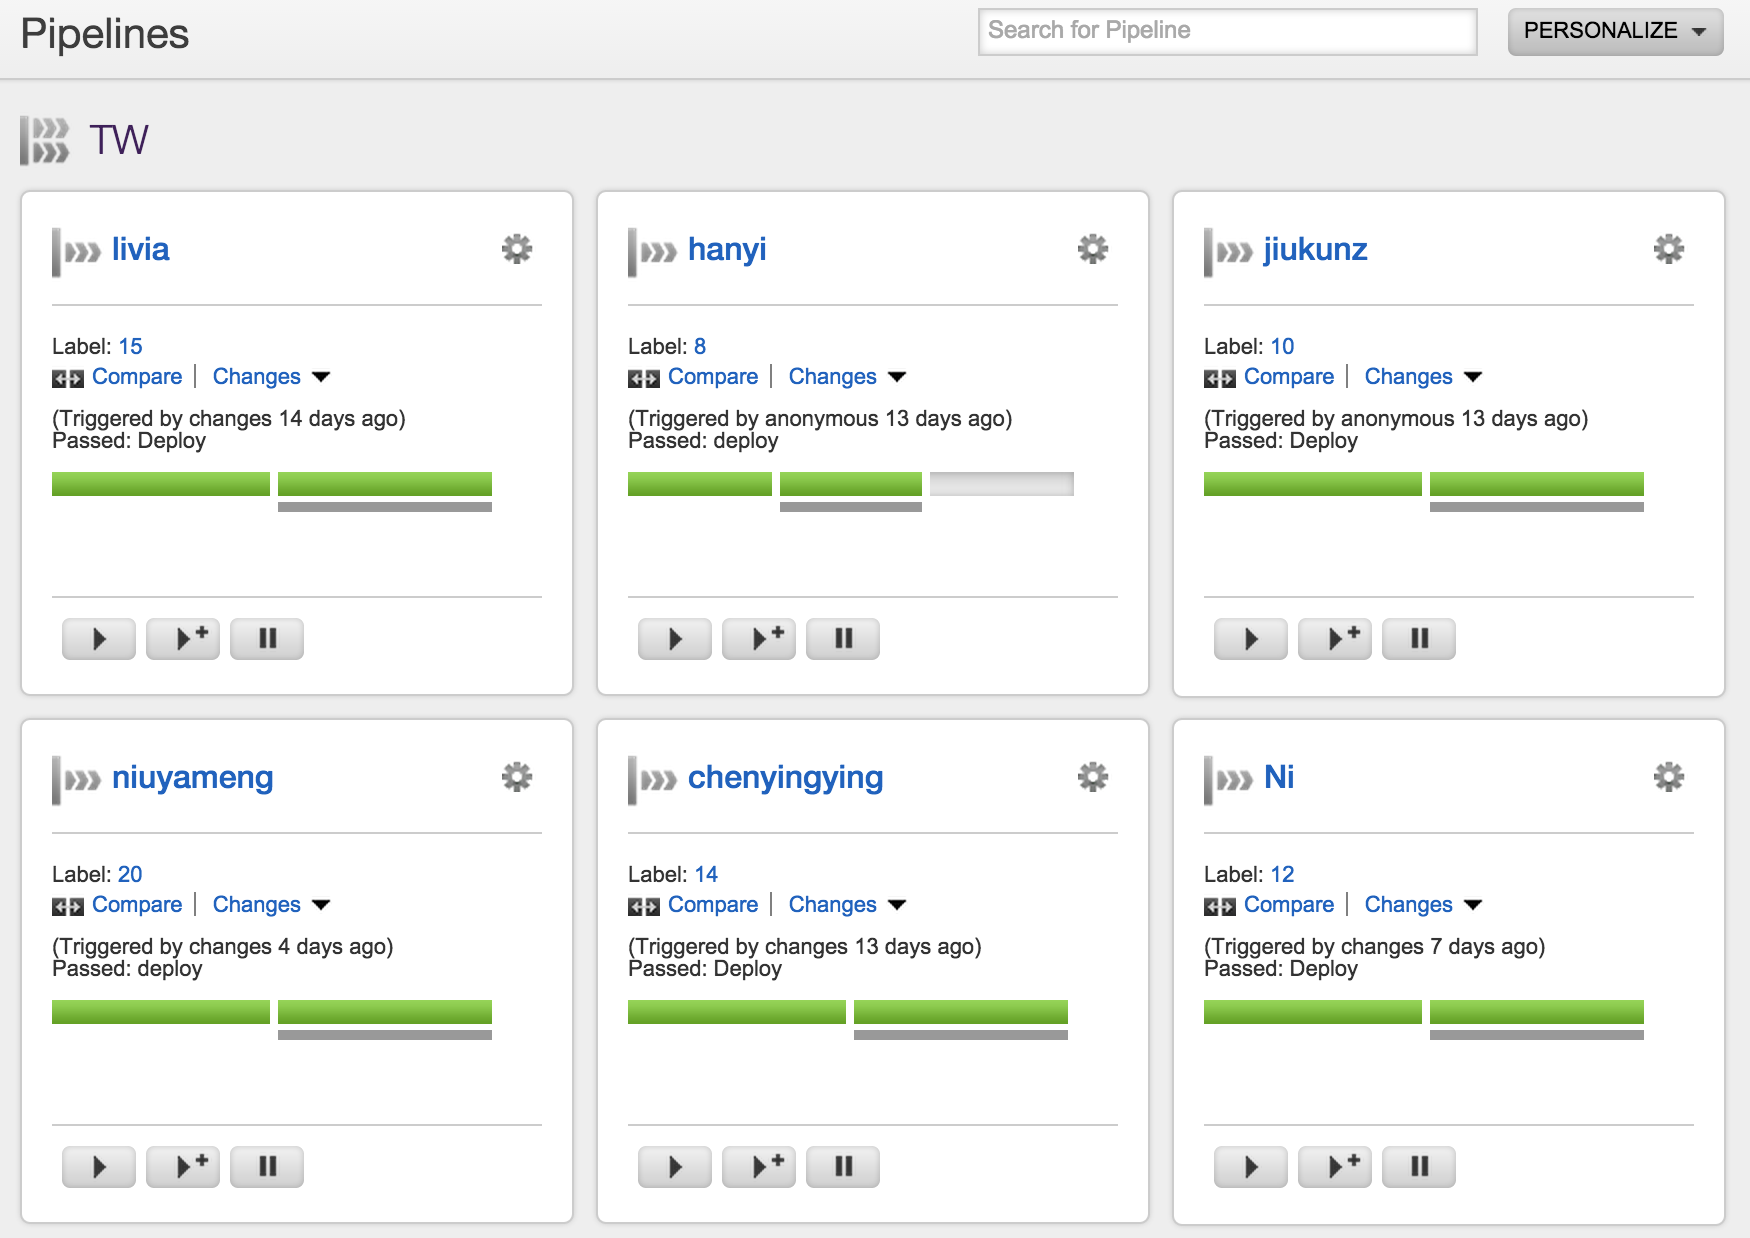 Pipelines
Search for Pipeline
PERSONALIZE
TW
livia
Label: 15
Compare Changes
(Triggered by changes 14 days ago)
Passed: Deploy
hanyi
Label: 8
Compare Changes
(Triggered by anonymous 13 days ago)
Passed: deploy
jiukunz
Label: 10
Compare Changes
(Triggered by anonymous 13 days ago)
Passed: Deploy
niuyameng
Label: 20
Compare Changes
(Triggered by changes 4 days ago)
Passed: deploy
chenyingying
Label: 14
Compare Changes
(Triggered by changes 13 days ago)
Passed: Deploy
Ni
Label: 12
Compare Changes
(Triggered by changes 7 days ago)
Passed: Deploy